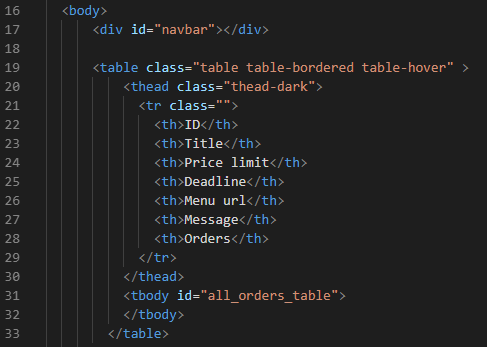 16 <body>
17 <div id="navbar"></div>
18
19 <table class="table table-bordered table-hover" >
20 <thead class="thead-dark">
21 <tr class="">
22 <th>ID</th>
23 <th>Title</th>
24 <th>Price limit</th>
25 <th>Deadline</th>
26 <th>Menu url</th>
27 <th>Message</th>
28 <th>Orders</th>
29 </tr>
30 </thead>
31 <tbody id="all_orders_table">
32 </tbody>
33 </table>